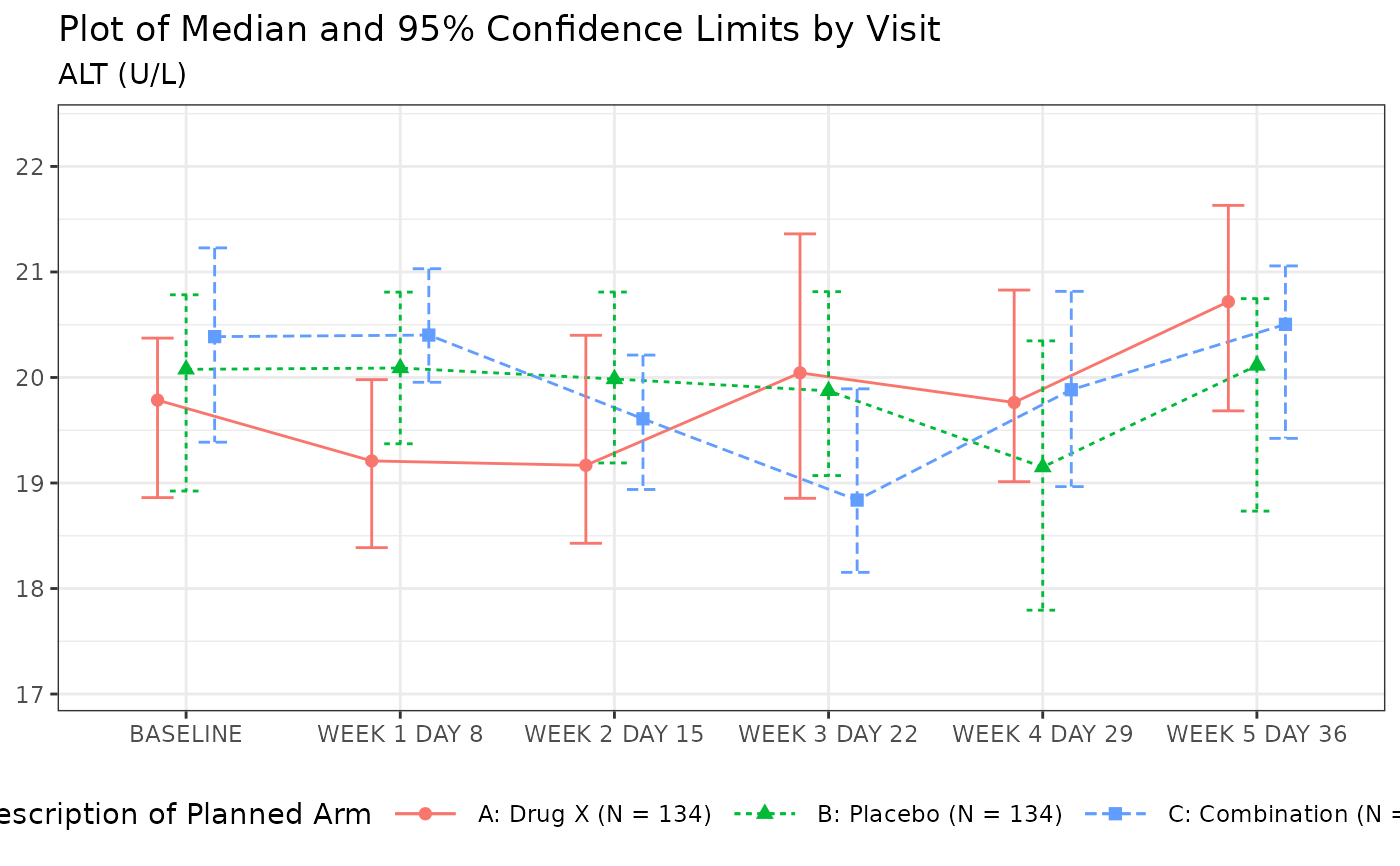 Plot of Median and 95% Confidence Limits by Visit
ALT (U/L)
22
21
20
19
18
17
BASELINE WEEK 1 DAY 8 WEEK 2 DAY 15 WEEK 3 DAY 22 WEEK 4 DAY 29 WEEK 5 DAY 36
escription of Planned Arm A: Drug X (N = 134) B: Placebo (N = 134) C: Combination (N =